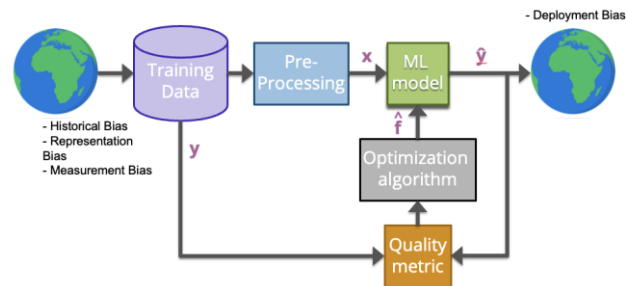 - Deployment Bias
Training
Data
Pre-
Processing
x
ML
model
ŷ
- Historical Bias
- Representation
Bias
- Measurement Bias
y
f̂
Optimization
algorithm
Quality
metric